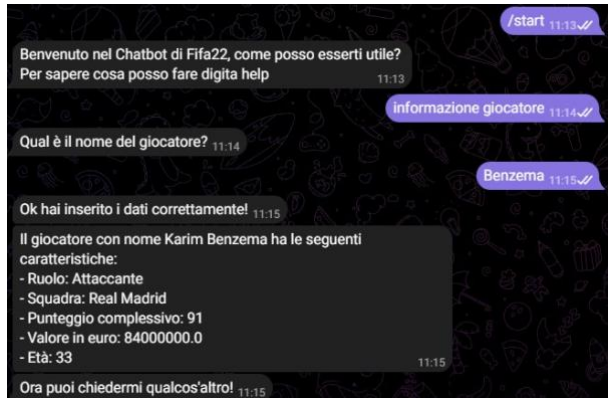 /start 11:13
Benvenuto nel Chatbot di Fifa22, come posso esserti utile?
Per sapere cosa posso fare digita help 11:13
informazione giocatore 11:14
Qual è il nome del giocatore? 11:14
Benzema 11:15
Ok hai inserito i dati correttamente! 11:15
Il giocatore con nome Karim Benzema ha le seguenti
caratteristiche:
- Ruolo: Attaccante
- Squadra: Real Madrid
- Punteggio complessivo: 91
- Valore in euro: 84000000.0
- Età: 33 11:15
Ora puoi chiedermi qualcos'altro! 11:15